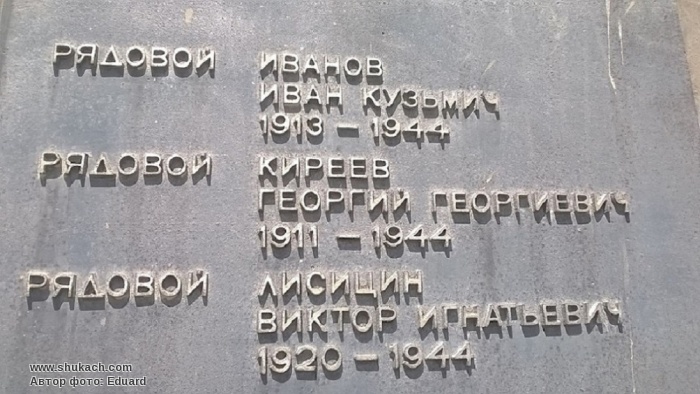 РЯДОВОЙ ИВАНОВ
ИВАН КУЗЬМИЧ
1913 – 1944
РЯДОВОЙ КИРЕЕВ
ГЕОРГИЙ ГЕОРГИЕВИЧ
1911 – 1944
РЯДОВОЙ ЛИСИЦИН
ВИКТОР ИГНАТЬЕВИЧ
1920 – 1944
www.shukach.com
Автор фото: Eduard